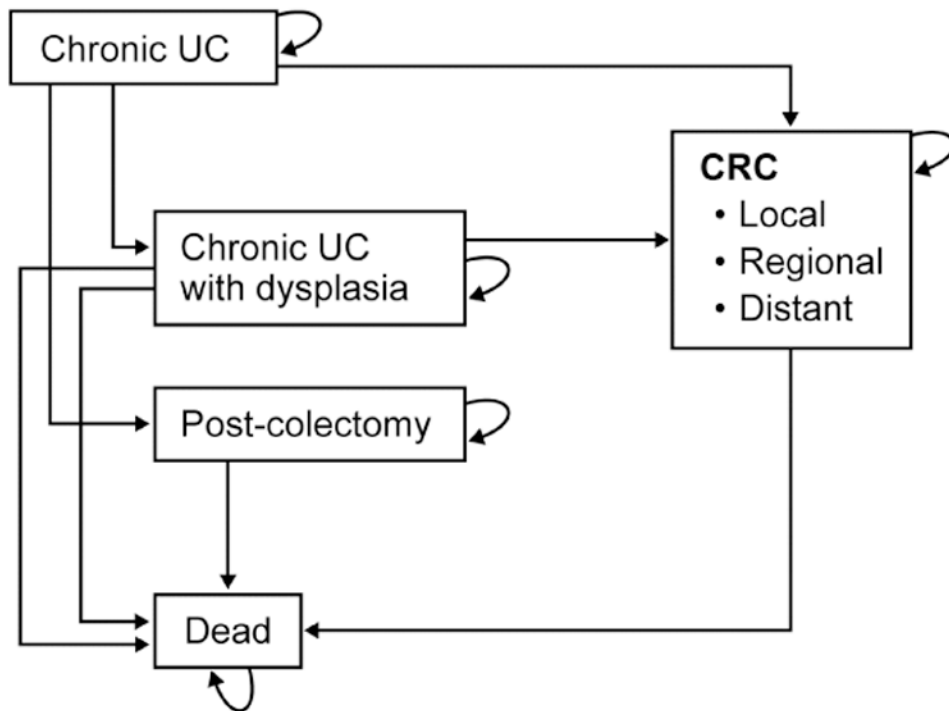 Chronic UC
CRC
• Local
• Regional
• Distant
Chronic UC
with dysplasia
Post-colectomy
Dead